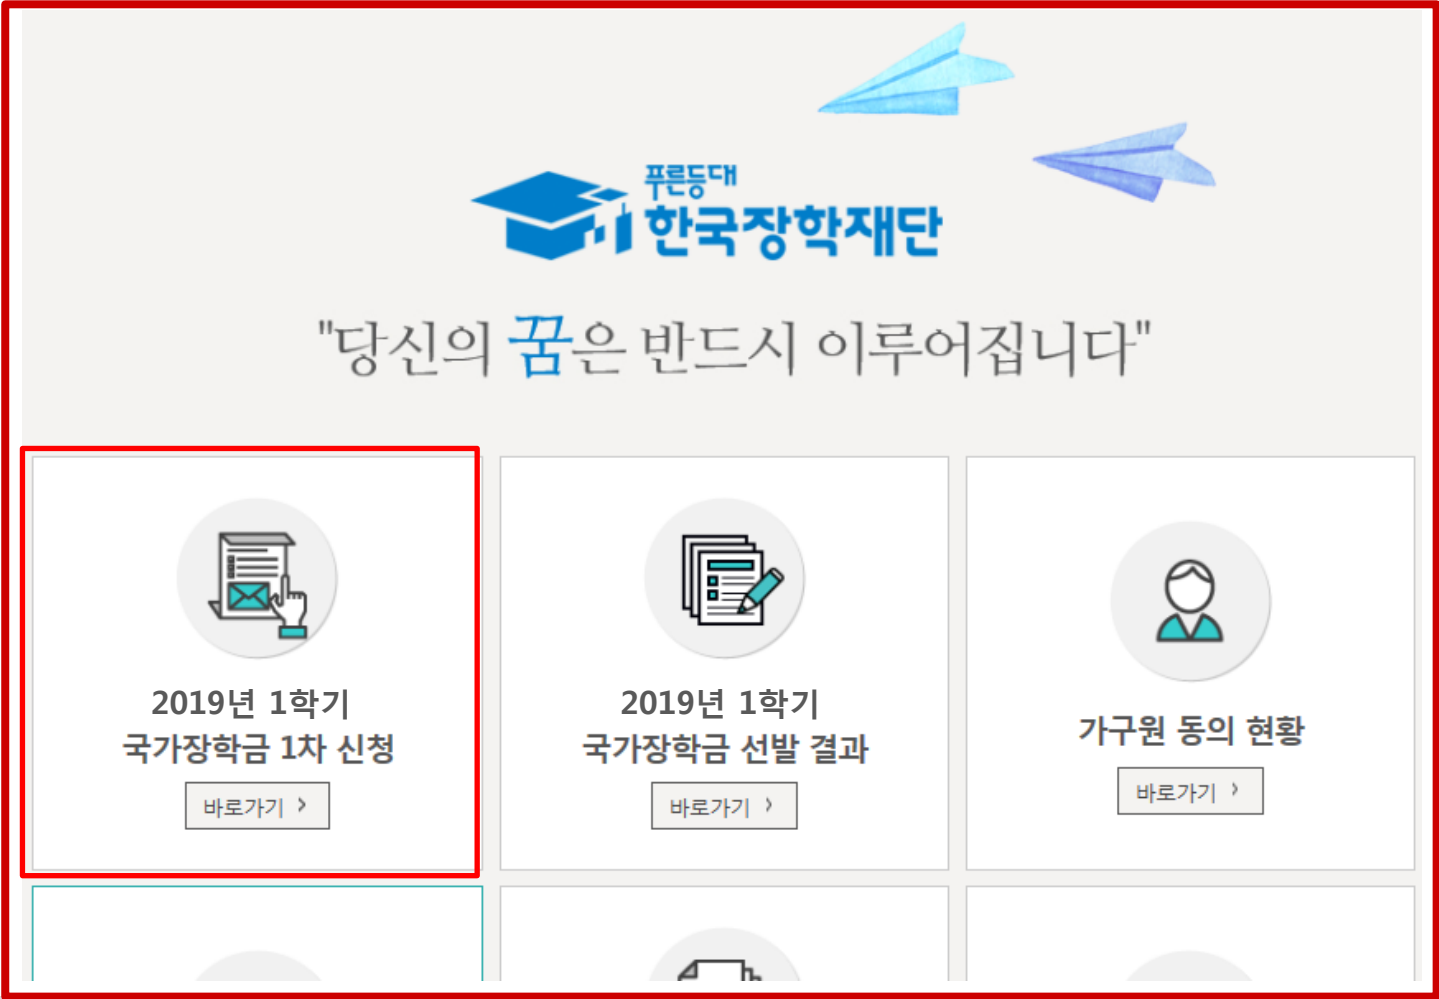 푸른등대
한국장학재단
"당신의 꿈은 반드시 이루어집니다"
2019년 1학기
국가장학금 1차 신청
바로가기 >
2019년 1학기
국가장학금 선발 결과
바로가기 >
가구원 동의 현황
바로가기 >